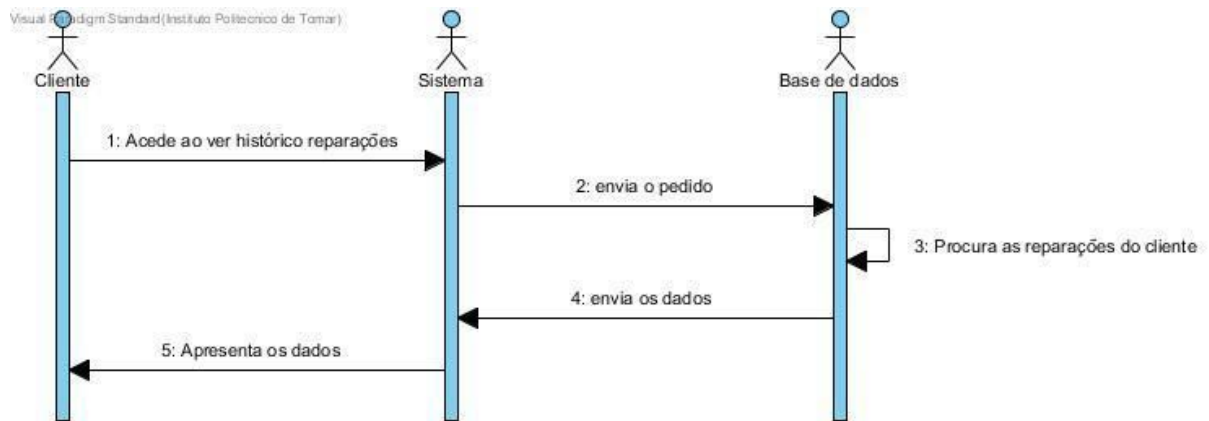 Visual Paradigm Standard(Instituto Politecnico de Tomar)
Cliente
Sistema
Base de dados
1: Acede ao ver histórico reparações
2: envia o pedido
3: Procura as reparações do cliente
4: envia os dados
5: Apresenta os dados